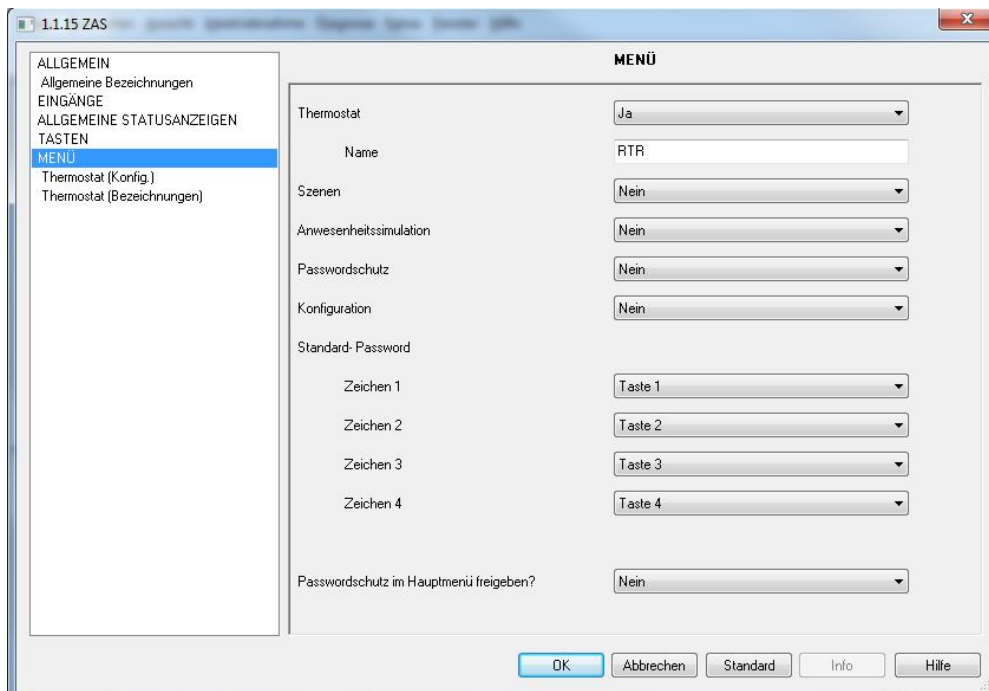 1.1.15 ZAS
ALLGEMEIN
Allgemeine Bezeichnungen
EINGÄNGE
ALLGEMEINE STATUSANZEIGEN
TASTEN
MENÜ
Thermostat (Konfig.)
Thermostat (Bezeichnungen)
MENÜ
Thermostat Ja
Name RTR
Szenen Nein
Anwesenheitssimulation Nein
Passwordschutz Nein
Konfiguration Nein
Standard- Password
Zeichen 1 Taste 1
Zeichen 2 Taste 2
Zeichen 3 Taste 3
Zeichen 4 Taste 4
Passwordschutz im Hauptmenü freigeben? Nein
OK Abbrechen Standard Info Hilfe